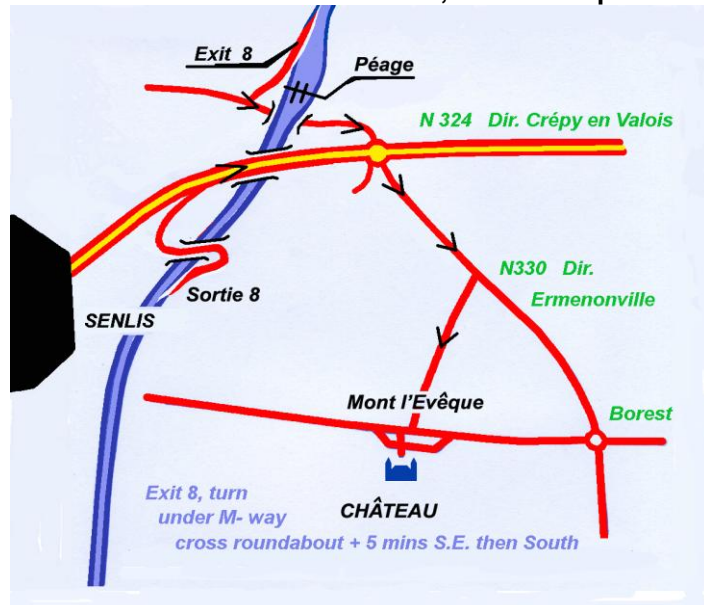 Exit 8
Péage
N 324 Dir. Crépy en Valois
N330 Dir.
Ermenonville
Sortie 8
SENLIS
Mont l'Evêque
Borest
Exit 8, turn
under M- way
cross roundabout + 5 mins S.E. then South
CHÂTEAU